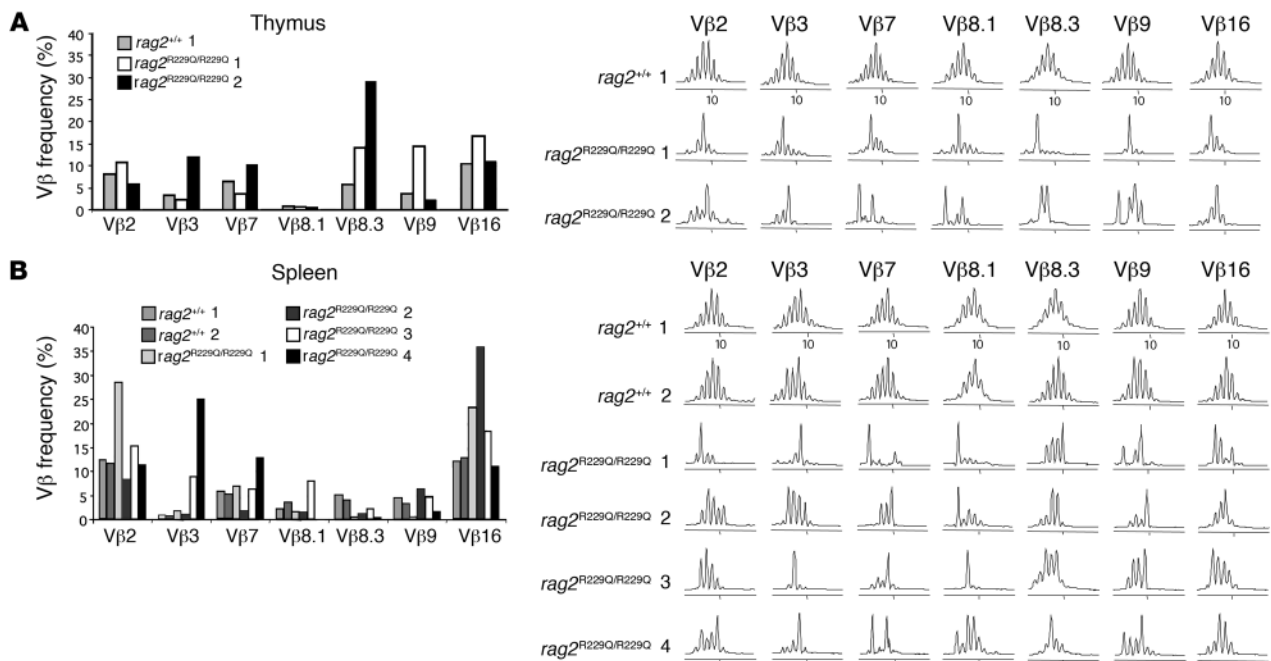 A Thymus
Vβ frequency (%)
40
35
30
25
20
15
10
5
0
rag2+/+ 1
rag2R229Q/R229Q 1
rag2R229Q/R229Q 2
Vβ2 Vβ3 Vβ7 Vβ8.1 Vβ8.3 Vβ9 Vβ16
Vβ2 Vβ3 Vβ7 Vβ8.1 Vβ8.3 Vβ9 Vβ16
rag2+/+ 1
10 10 10 10 10 10 10
rag2R229Q/R229Q 1
rag2R229Q/R229Q 2
B Spleen
Vβ frequency (%)
40
35
30
25
20
15
10
5
0
rag2+/+ 1 rag2R229Q/R229Q 2
rag2+/+ 2 rag2R229Q/R229Q 3
rag2R229Q/R229Q 1 rag2R229Q/R229Q 4
Vβ2 Vβ3 Vβ7 Vβ8.1 Vβ8.3 Vβ9 Vβ16
Vβ2 Vβ3 Vβ7 Vβ8.1 Vβ8.3 Vβ9 Vβ16
rag2+/+ 1
10 10 10 10 10 10 10
rag2+/+ 2
rag2R229Q/R229Q 1
rag2R229Q/R229Q 2
rag2R229Q/R229Q 3
rag2R229Q/R229Q 4